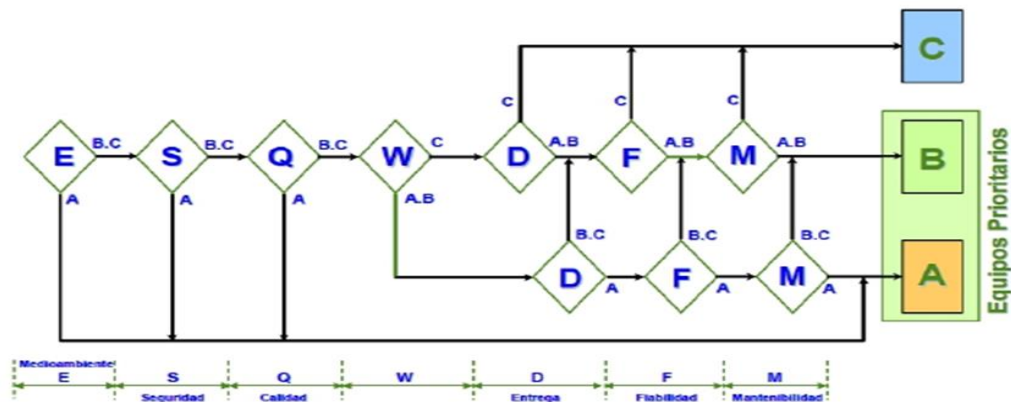 C
C
C
C
B.C
B.C
B.C
C
A.B
A.B
A.B
E
S
Q
W
D
F
M
B
A
A
A
A.B
B.C
B.C
B.C
D
F
M
A
A
A
A
Equipos Prioritarios
Medioambiente
E
S
Q
W
D
F
M
Seguridad
Calidad
Entrega
Fiabilidad
Mantenibilidad